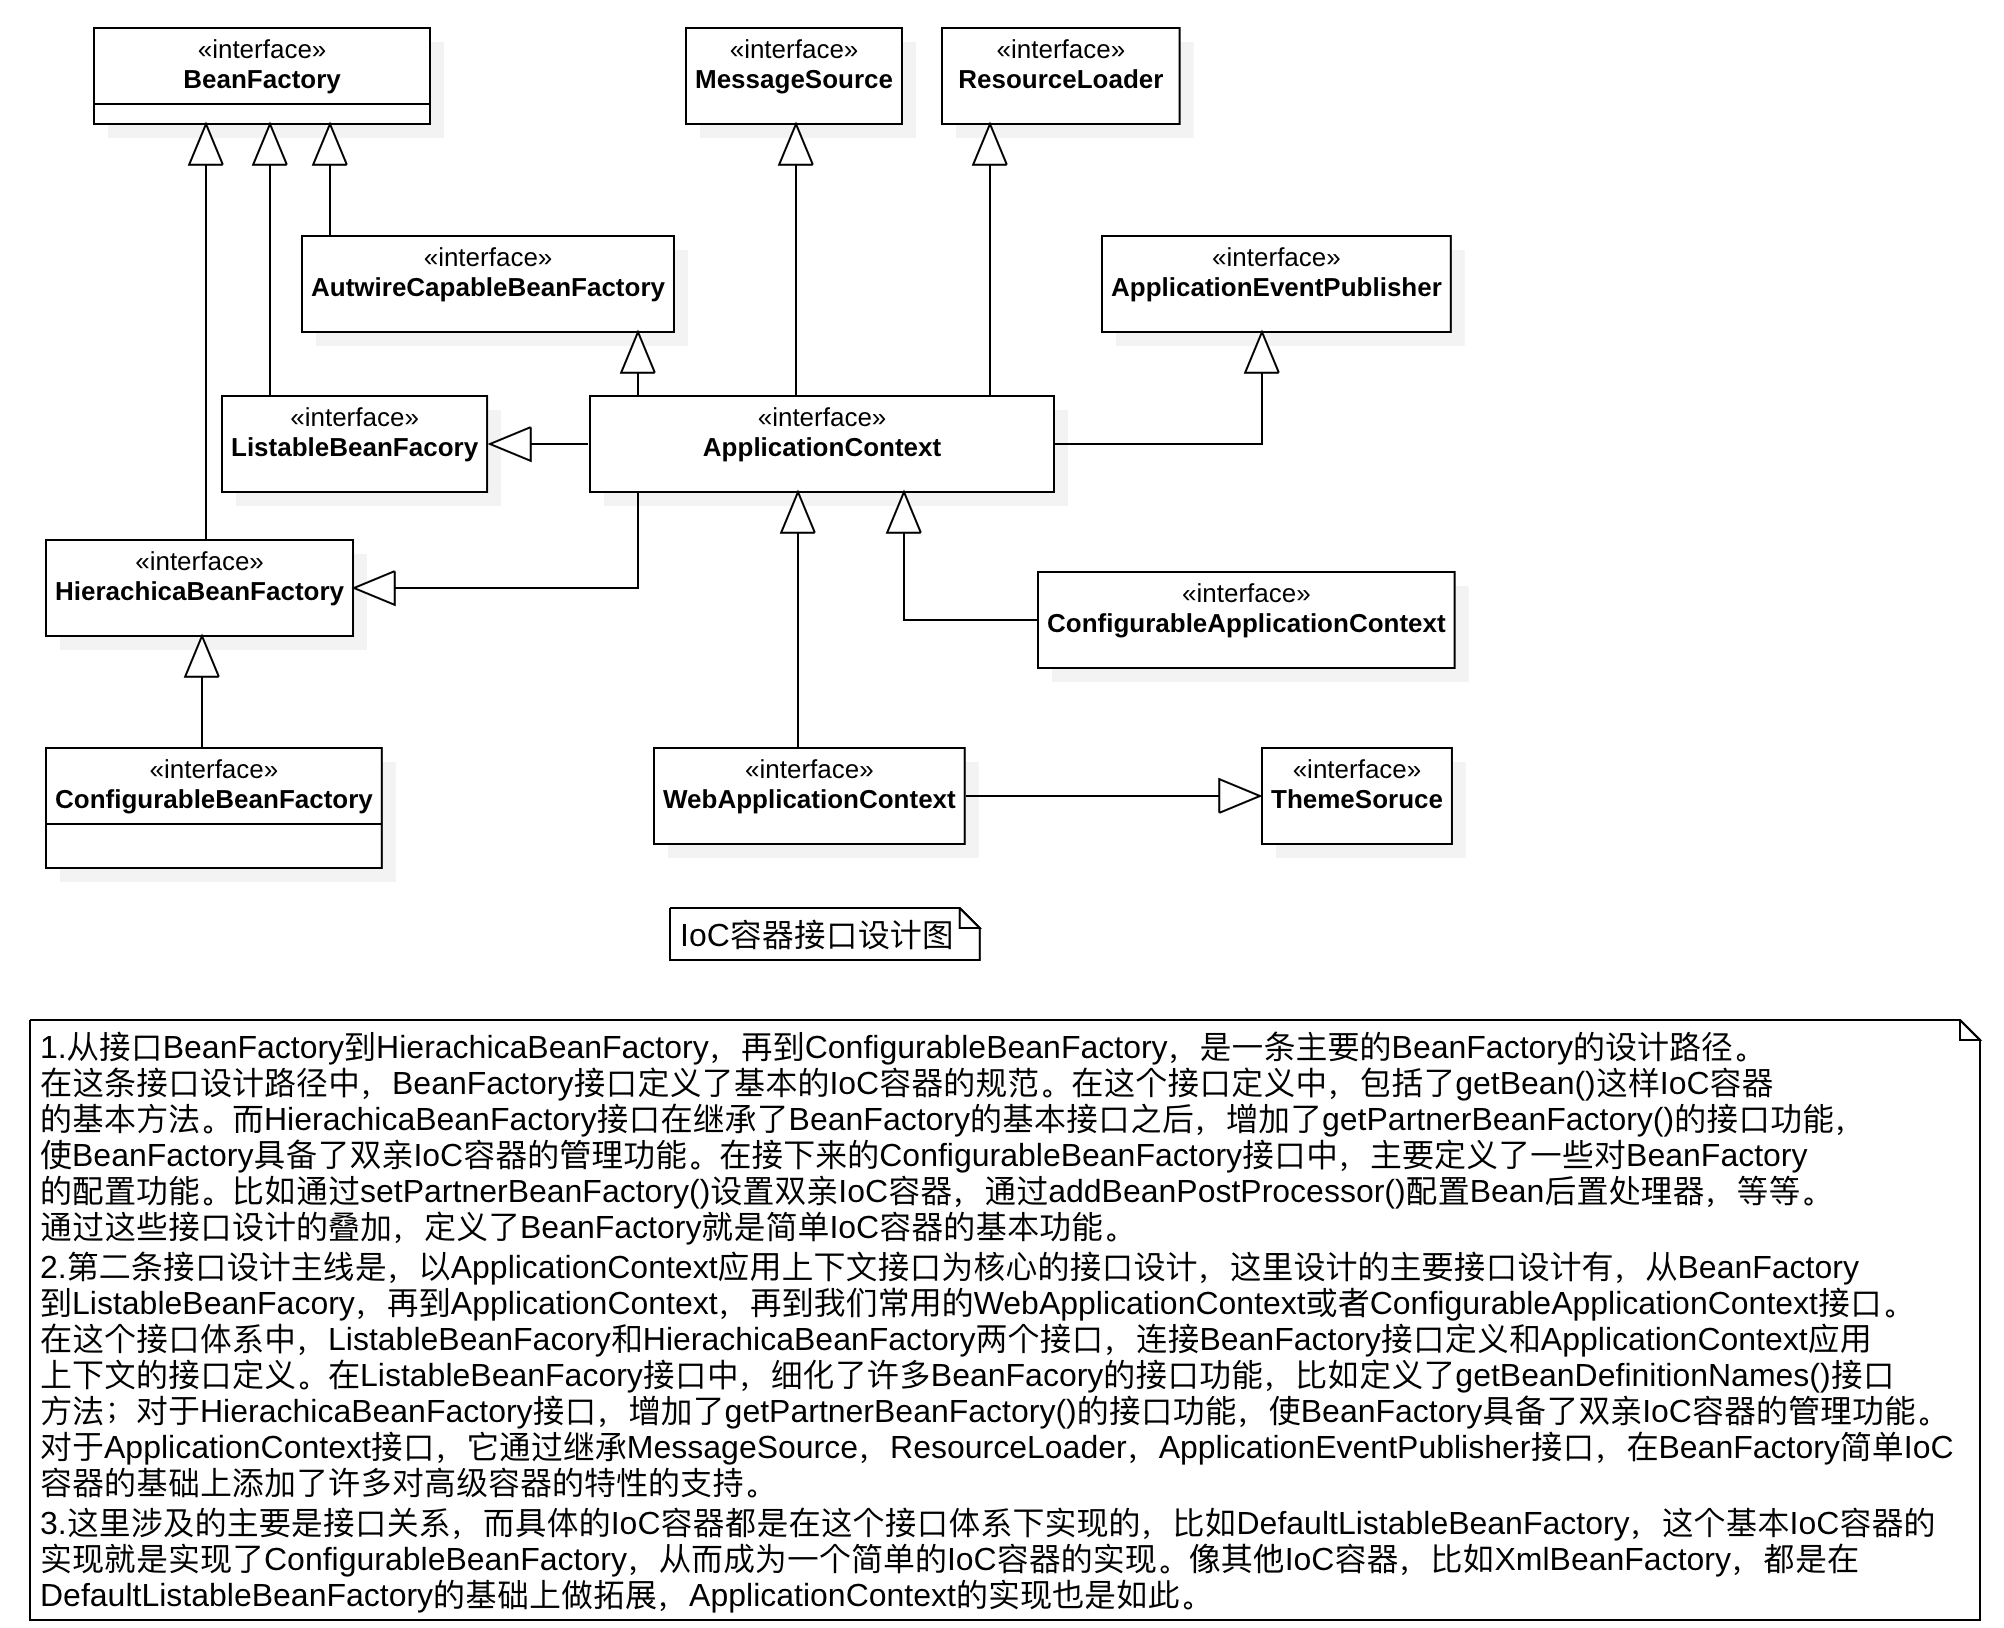 «interface»
BeanFactory
«interface»
MessageSource
«interface»
ResourceLoader
«interface»
AutwireCapableBeanFactory
«interface»
ApplicationEventPublisher
«interface»
ListableBeanFacory
«interface»
ApplicationContext
«interface»
HierachicaBeanFactory
«interface»
ConfigurableApplicationContext
«interface»
ConfigurableBeanFactory
«interface»
WebApplicationContext
«interface»
ThemeSoruce
IoC容器接口设计图
1.从接口BeanFactory到HierachicaBeanFactory，再到ConfigurableBeanFactory，是一条主要的BeanFactory的设计路径。
在这条接口设计路径中，BeanFactory接口定义了基本的IoC容器的规范。在这个接口定义中，包括了getBean()这样IoC容器
的基本方法。而HierachicaBeanFactory接口在继承了BeanFactory的基本接口之后，增加了getPartnerBeanFactory()的接口功能，
使BeanFactory具备了双亲IoC容器的管理功能。在接下来的ConfigurableBeanFactory接口中，主要定义了一些对BeanFactory
的配置功能。比如通过setPartnerBeanFactory()设置双亲IoC容器，通过addBeanPostProcessor()配置Bean后置处理器，等等。
通过这些接口设计的叠加，定义了BeanFactory就是简单IoC容器的基本功能。
2.第二条接口设计主线是，以ApplicationContext应用上下文接口为核心的接口设计，这里设计的主要接口设计有，从BeanFactory
到ListableBeanFacory，再到ApplicationContext，再到我们常用的WebApplicationContext或者ConfigurableApplicationContext接口。
在这个接口体系中，ListableBeanFacory和HierachicaBeanFactory两个接口，连接BeanFactory接口定义和ApplicationContext应用
上下文的接口定义。在ListableBeanFacory接口中，细化了许多BeanFacory的接口功能，比如定义了getBeanDefinitionNames()接口
方法；对于HierachicaBeanFactory接口，增加了getPartnerBeanFactory()的接口功能，使BeanFactory具备了双亲IoC容器的管理功能。
对于ApplicationContext接口，它通过继承MessageSource，ResourceLoader，ApplicationEventPublisher接口，在BeanFactory简单IoC
容器的基础上添加了许多对高级容器的特性的支持。
3.这里涉及的主要是接口关系，而具体的IoC容器都是在这个接口体系下实现的，比如DefaultListableBeanFactory，这个基本IoC容器的
实现就是实现了ConfigurableBeanFactory，从而成为一个简单的IoC容器的实现。像其他IoC容器，比如XmlBeanFactory，都是在
DefaultListableBeanFactory的基础上做拓展，ApplicationContext的实现也是如此。